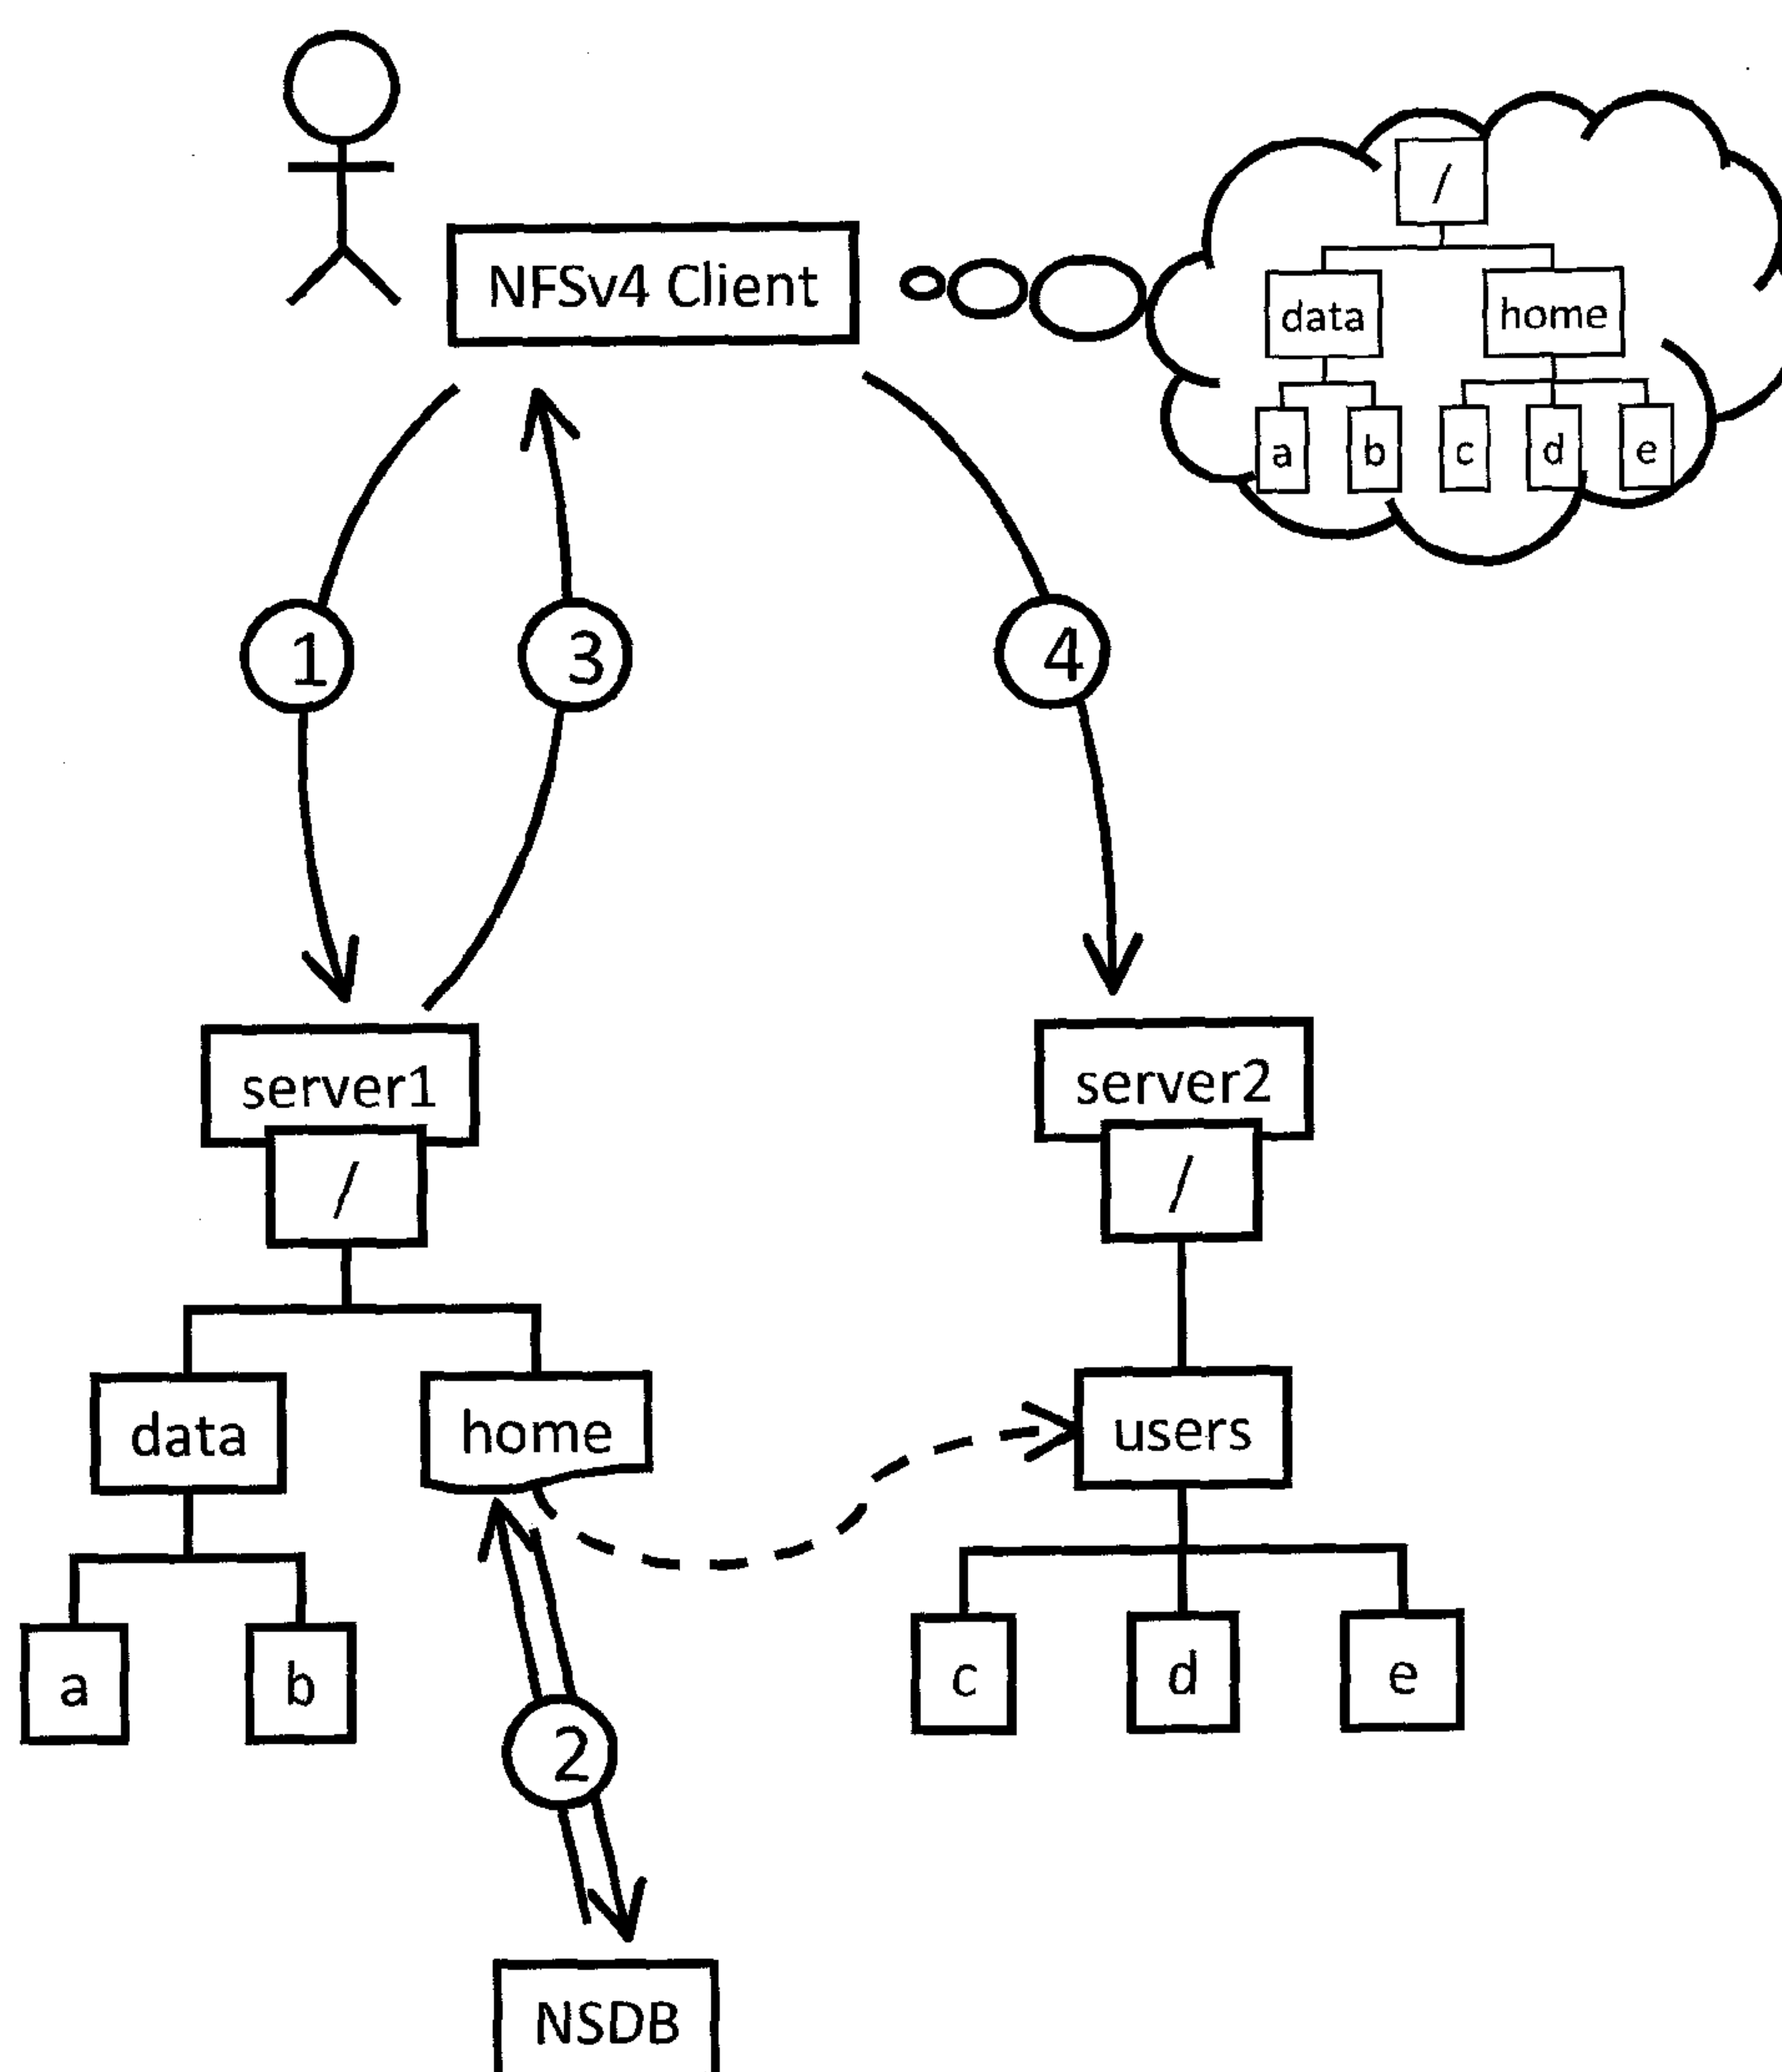 /
NFSv4 Client
data
home
a
b
c
d
e
1
3
4
server1
server2
/
/
data
home
users
a
b
c
d
e
2
NSDB